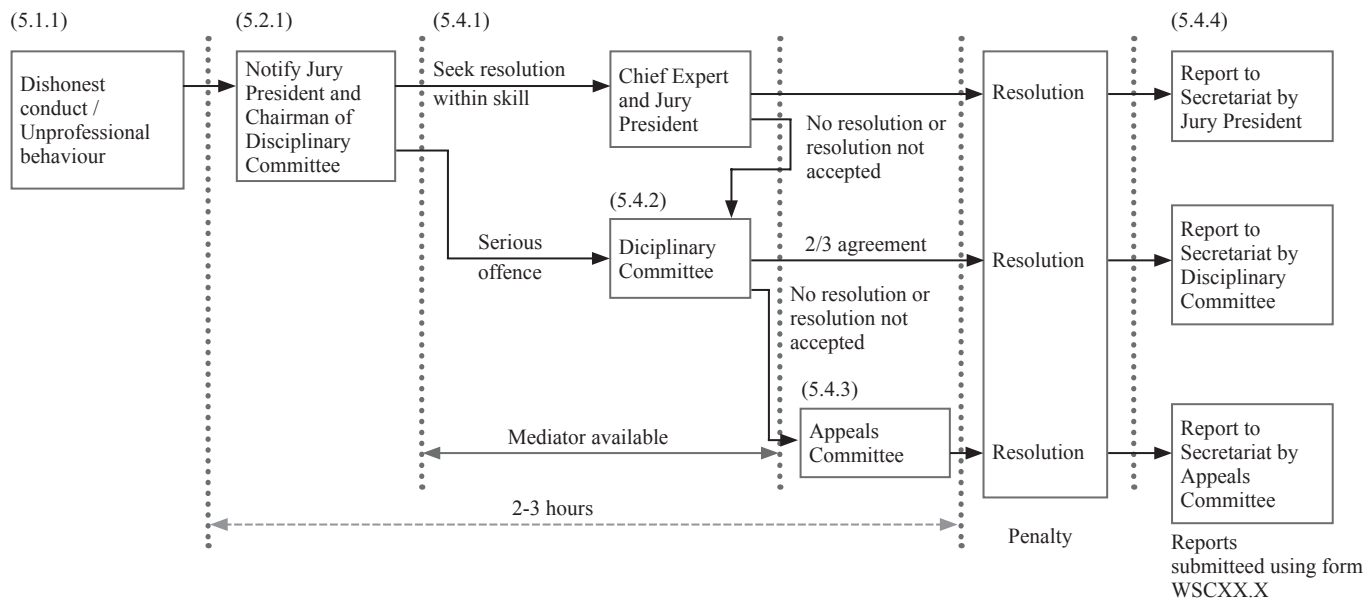 (5.1.1)
Dishonest
conduct /
Unprofessional
behaviour
(5.2.1)
Notify Jury
President and
Chairman of
Disciplinary
Committee
(5.4.1)
Seek resolution
within skill
Chief Expert
and Jury
President
Resolution
(5.4.4)
Report to
Secretariat by
Jury President
No resolution or
resolution not
accepted
Serious
offence
(5.4.2)
Diciplinary
Committee
2/3 agreement
Resolution
Report to
Secretariat by
Disciplinary
Committee
No resolution or
resolution not
accepted
(5.4.3)
Appeals
Committee
Resolution
Report to
Secretariat by
Appeals
Committee
Mediator available
2-3 hours
Penalty
Reports
submitteed using form
WSCXX.X